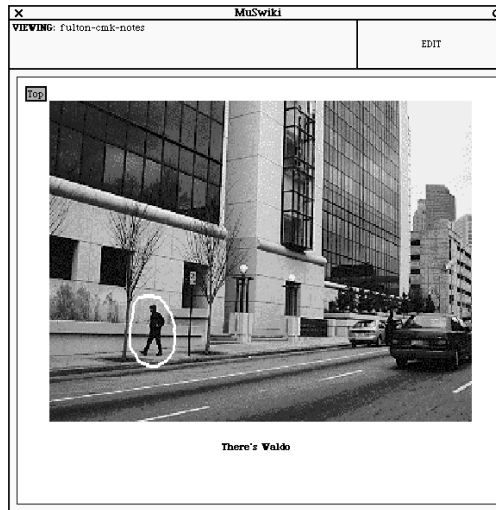 MuSwiki
VIEWING: fulton-cmk-notes
EDIT
Top
There's Waldo